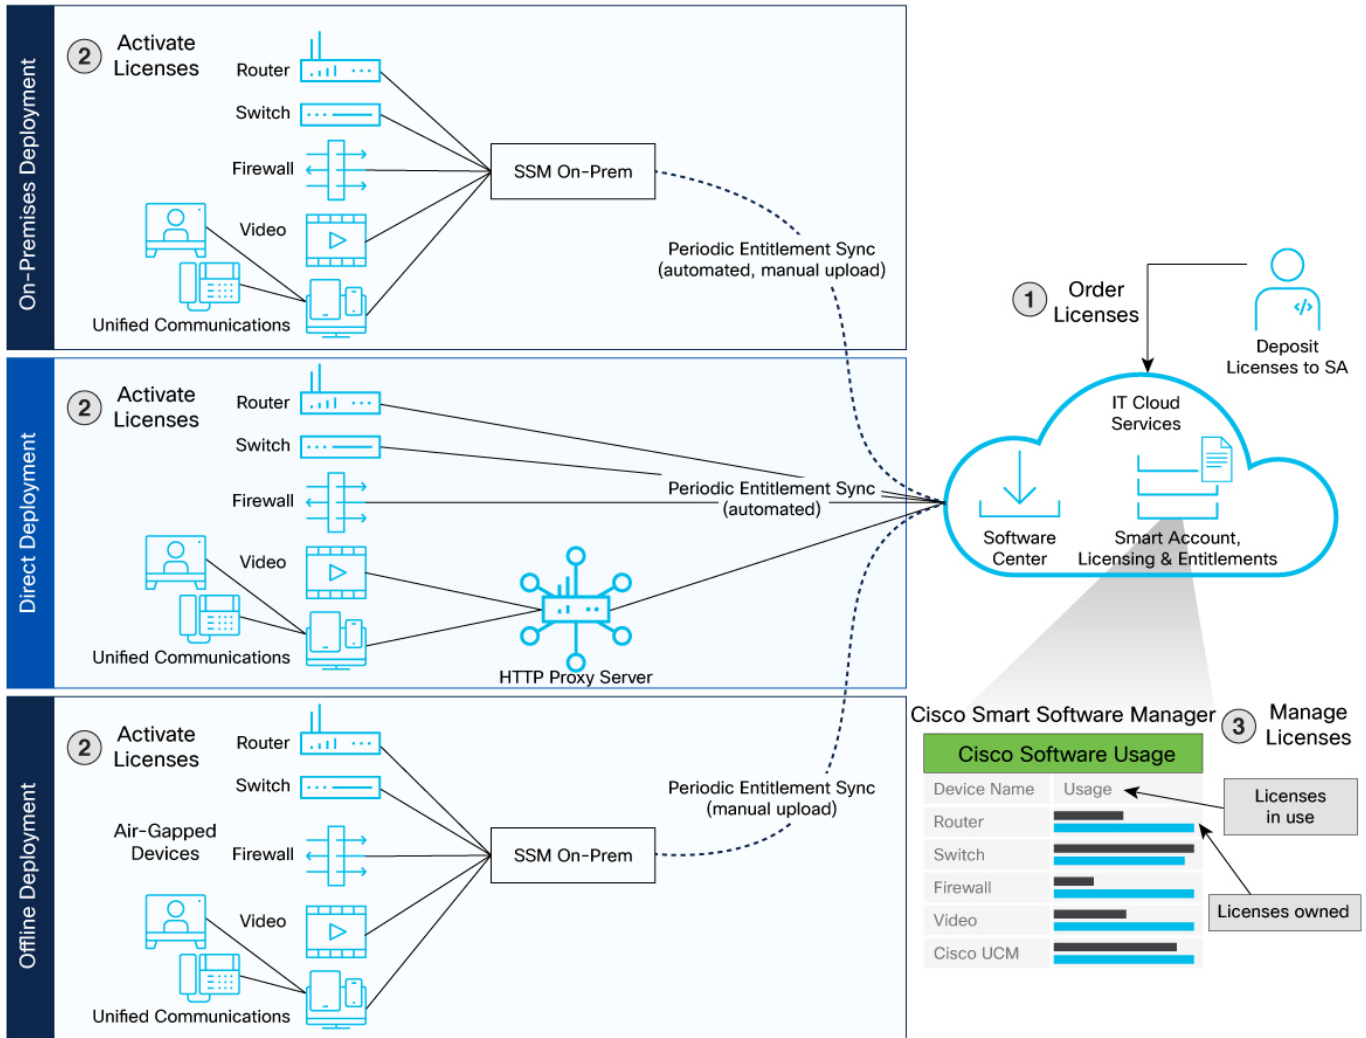 On-Premises Deployment
2
Activate
Licenses
Router
Switch
Firewall
Video
Unified Communications
SSM On-Prem
Periodic Entitlement Sync
(automated, manual upload)
Direct Deployment
2
Activate
Licenses
Router
Switch
Firewall
Video
Unified Communications
HTTP Proxy Server
Periodic Entitlement Sync
(automated)
Offline Deployment
2
Activate
Licenses
Router
Switch
Air-Gapped
Devices
Firewall
Video
Unified Communications
SSM On-Prem
Periodic Entitlement Sync
(manual upload)
1
Order
Licenses
</>
Deposit
Licenses to SA
IT Cloud
Services
Software
Center
Smart Account,
Licensing & Entitlements
Cisco Smart Software Manager
3
Manage
Licenses
Cisco Software Usage
Device Name
Usage
Router
Switch
Firewall
Video
Cisco UCM
Licenses
in use
Licenses owned